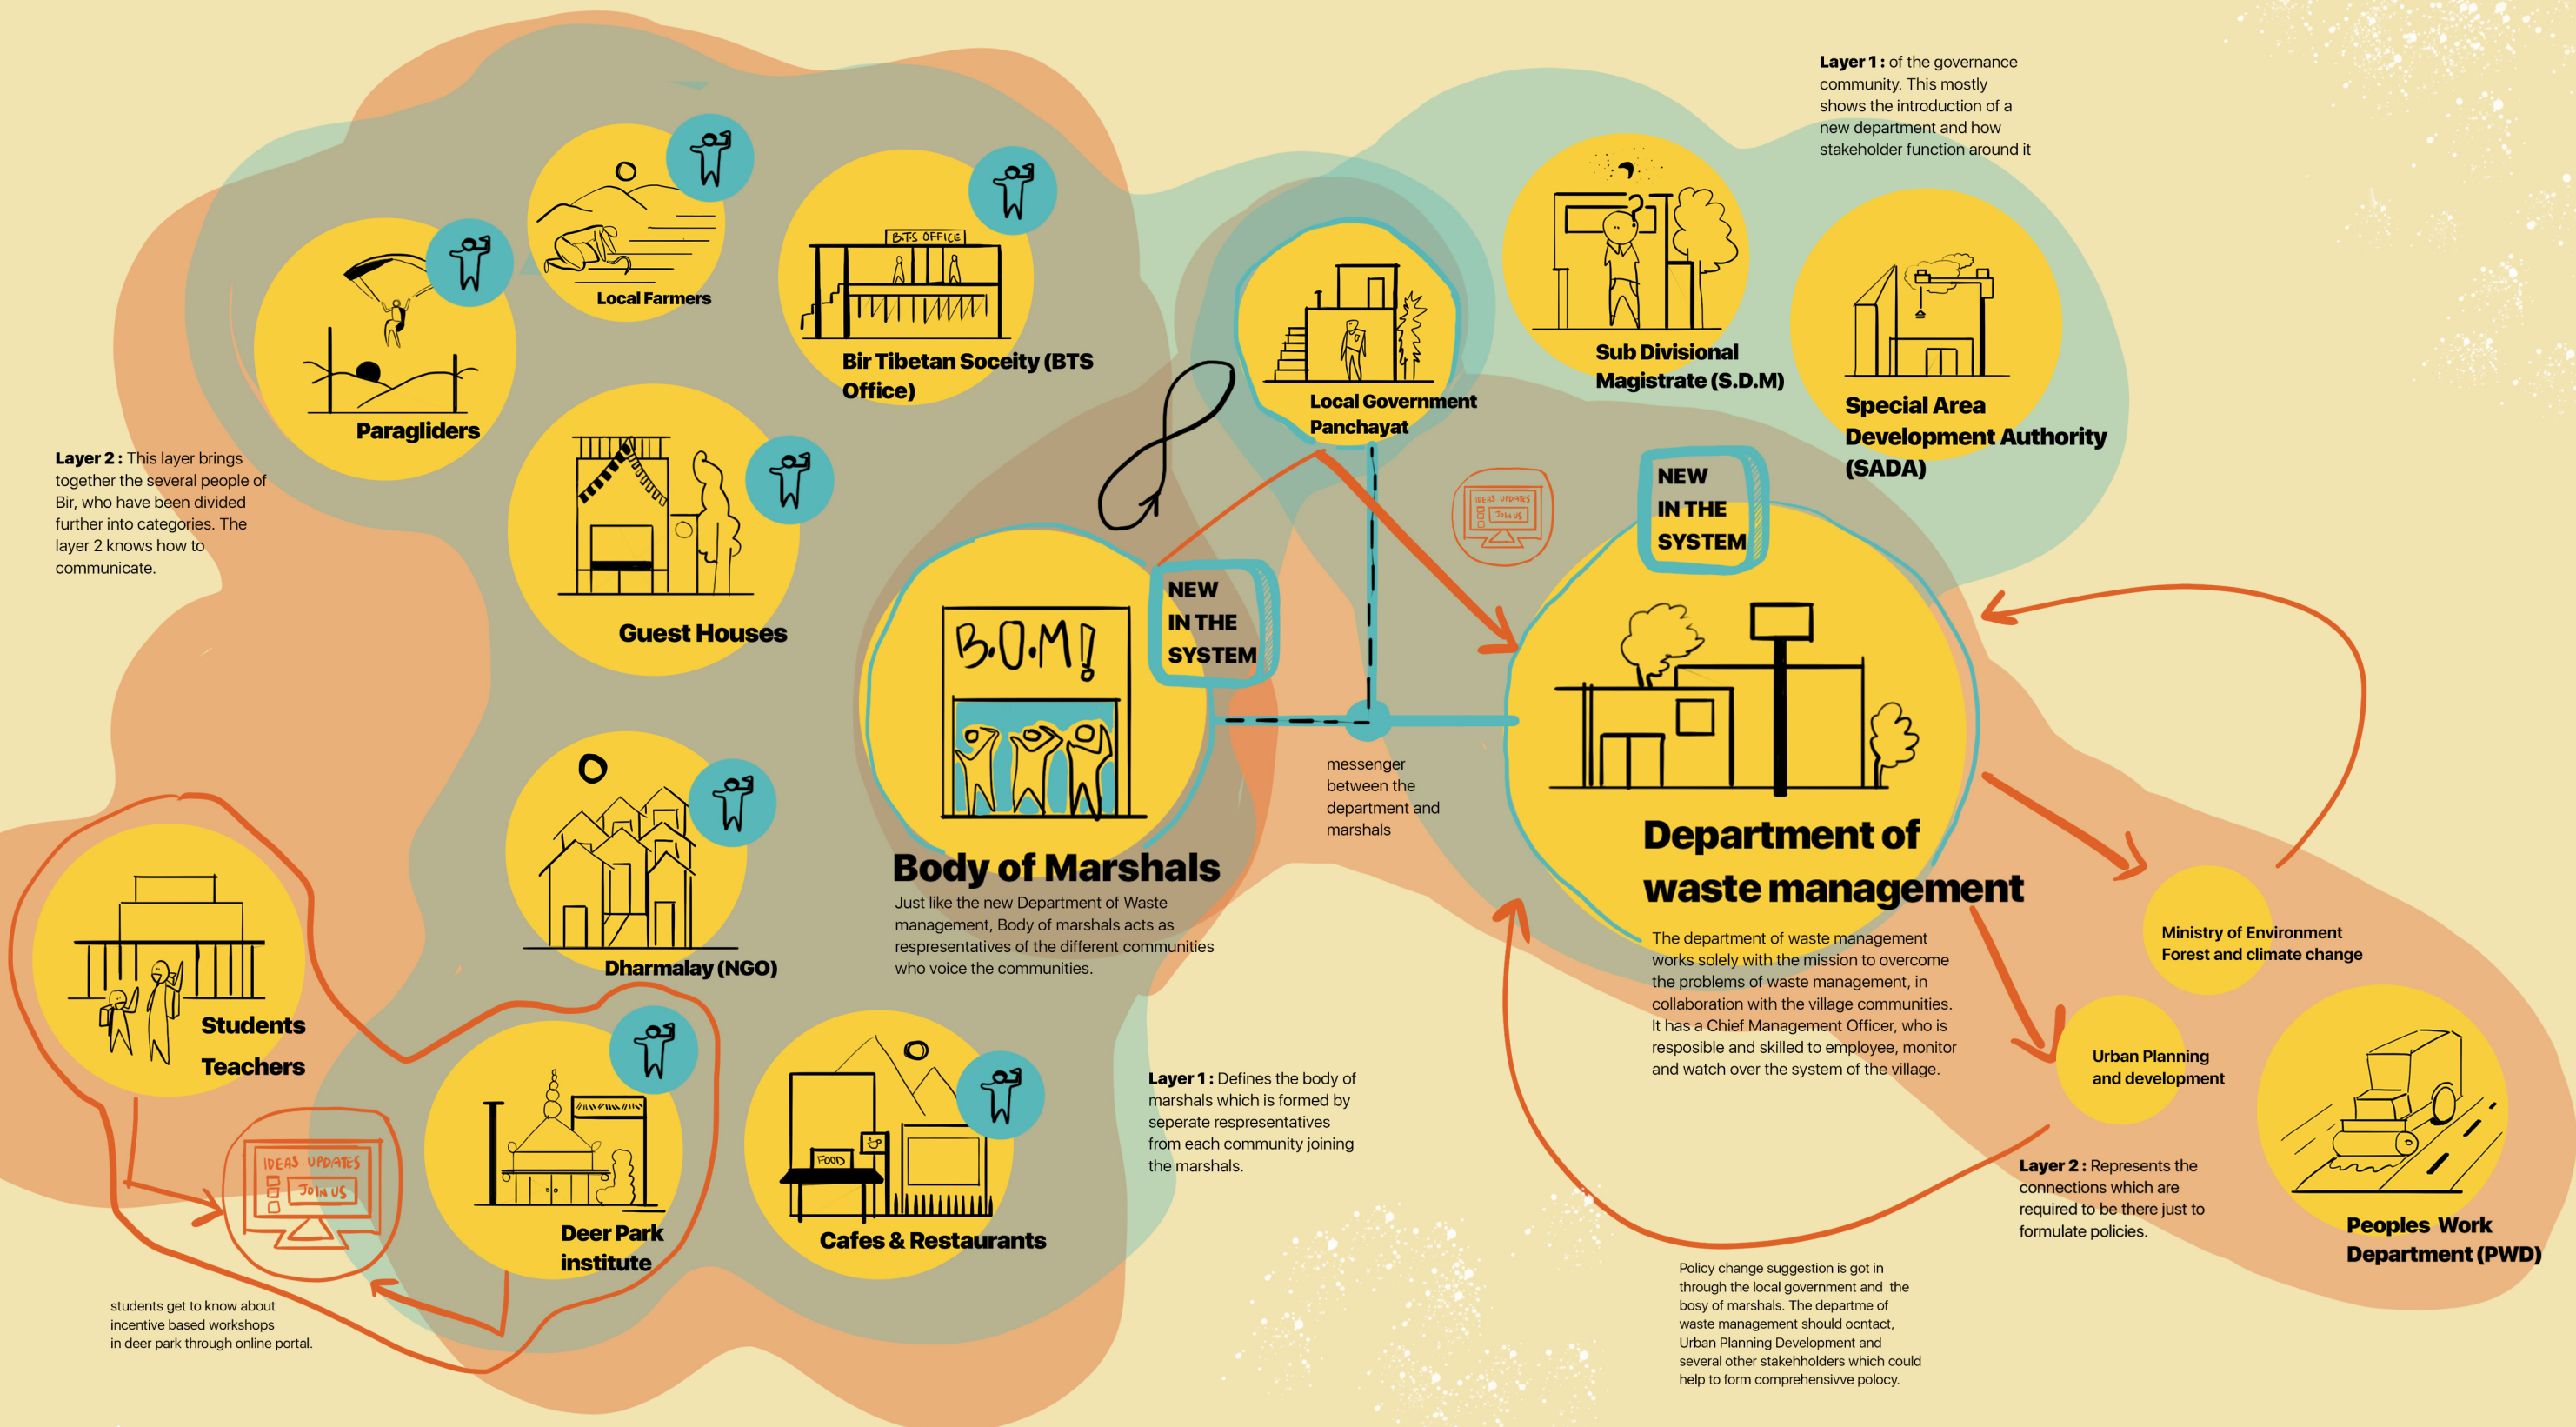 Layer 1 : of the governance
community. This mostly
shows the introduction of a
new department and how
stakeholder function around it
Local Farmers
B.T.S OFFICE
Bir Tibetan Soceity (BTS
Office)
Paragliders
Local Government
Panchayat
Sub Divisional
Magistrate (S.D.M)
Special Area
Development Authority
(SADA)
Layer 2 : This layer brings
together the several people of
Bir, who have been divided
further into categories. The
layer 2 knows how to
communicate.
Guest Houses
NEW
IN THE
SYSTEM
IDEAS UPDATES
JOIN US
NEW
IN THE
SYSTEM
B.O.M!
messenger
between the
department and
marshals
Body of Marshals
Just like the new Department of Waste
management, Body of marshals acts as
respresentatives of the different communities
who voice the communities.
Department of
waste management
The department of waste management
works solely with the mission to overcome
the problems of waste management, in
collaboration with the village communities.
It has a Chief Management Officer, who is
resposible and skilled to employee, monitor
and watch over the system of the village.
Ministry of Environment
Forest and climate change
Urban Planning
and development
Dharmalay (NGO)
Students
Teachers
IDEAS UPDATES
JOIN US
Deer Park
institute
FOOD
Cafes & Restaurants
Layer 1 : Defines the body of
marshals which is formed by
seperate respresentatives
from each community joining
the marshals.
Layer 2 : Represents the
connections which are
required to be there just to
formulate policies.
Peoples Work
Department (PWD)
students get to know about
incentive based workshops
in deer park through online portal.
Policy change suggestion is got in
through the local government and the
bosy of marshals. The departme of
waste management should ocntact,
Urban Planning Development and
several other stakehholders which could
help to form comprehensivve polocy.